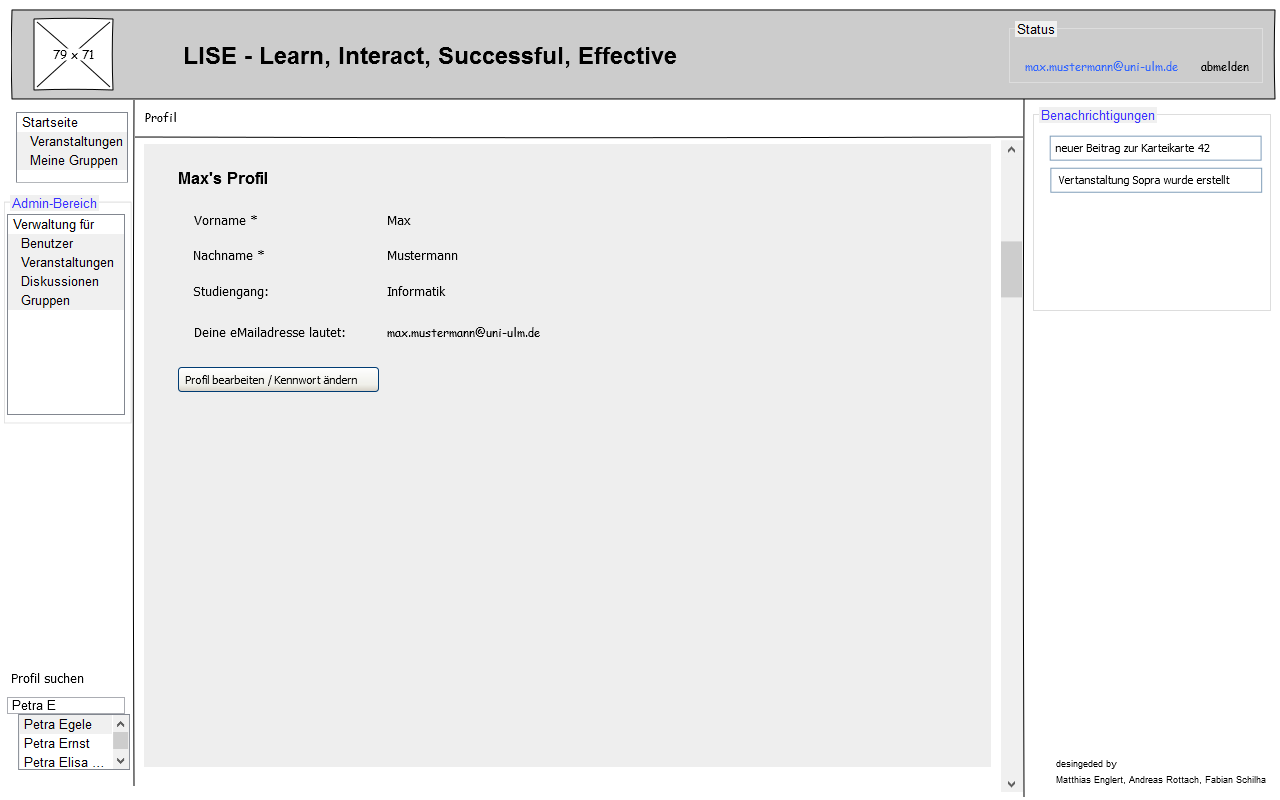 79 x 71
LISE - Learn, Interact, Successful, Effective
Status
max.mustermann@uni-ulm.de abmelden
Startseite
Veranstaltungen
Meine Gruppen
Admin-Bereich
Verwaltung für
Benutzer
Veranstaltungen
Diskussionen
Gruppen
Profil suchen
Petra E
Petra Egele
Petra Ernst
Petra Elisa ...
Profil
Max's Profil
Vorname * Max
Nachname * Mustermann
Studiengang: Informatik
Deine eMailadresse lautet: max.mustermann@uni-ulm.de
Profil bearbeiten / Kennwort ändern
Benachrichtigungen
neuer Beitrag zur Karteikarte 42
Vertanstaltung Sopra wurde erstellt
desingeded by
Matthias Englert, Andreas Rottach, Fabian Schilha